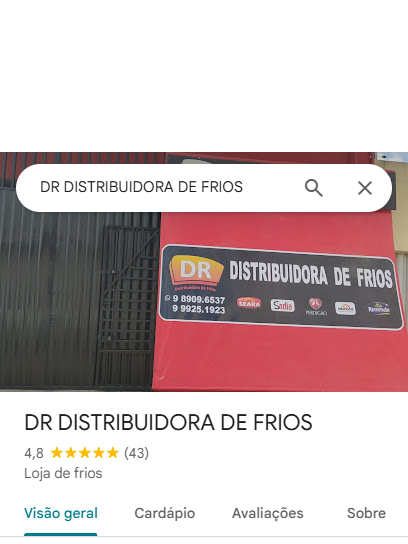 DR DISTRIBUIDORA DE FRIOS
DR
Distribuidora de Frios
DISTRIBUIDORA DE FRIOS
9 8909.6537
9 9925.1923
SEARA
Sadia
PERDIGÃO
Aurora
Rezende
DR DISTRIBUIDORA DE FRIOS
4,8 ★★★★★ (43)
Loja de frios
Visão geral
Cardápio
Avaliações
Sobre